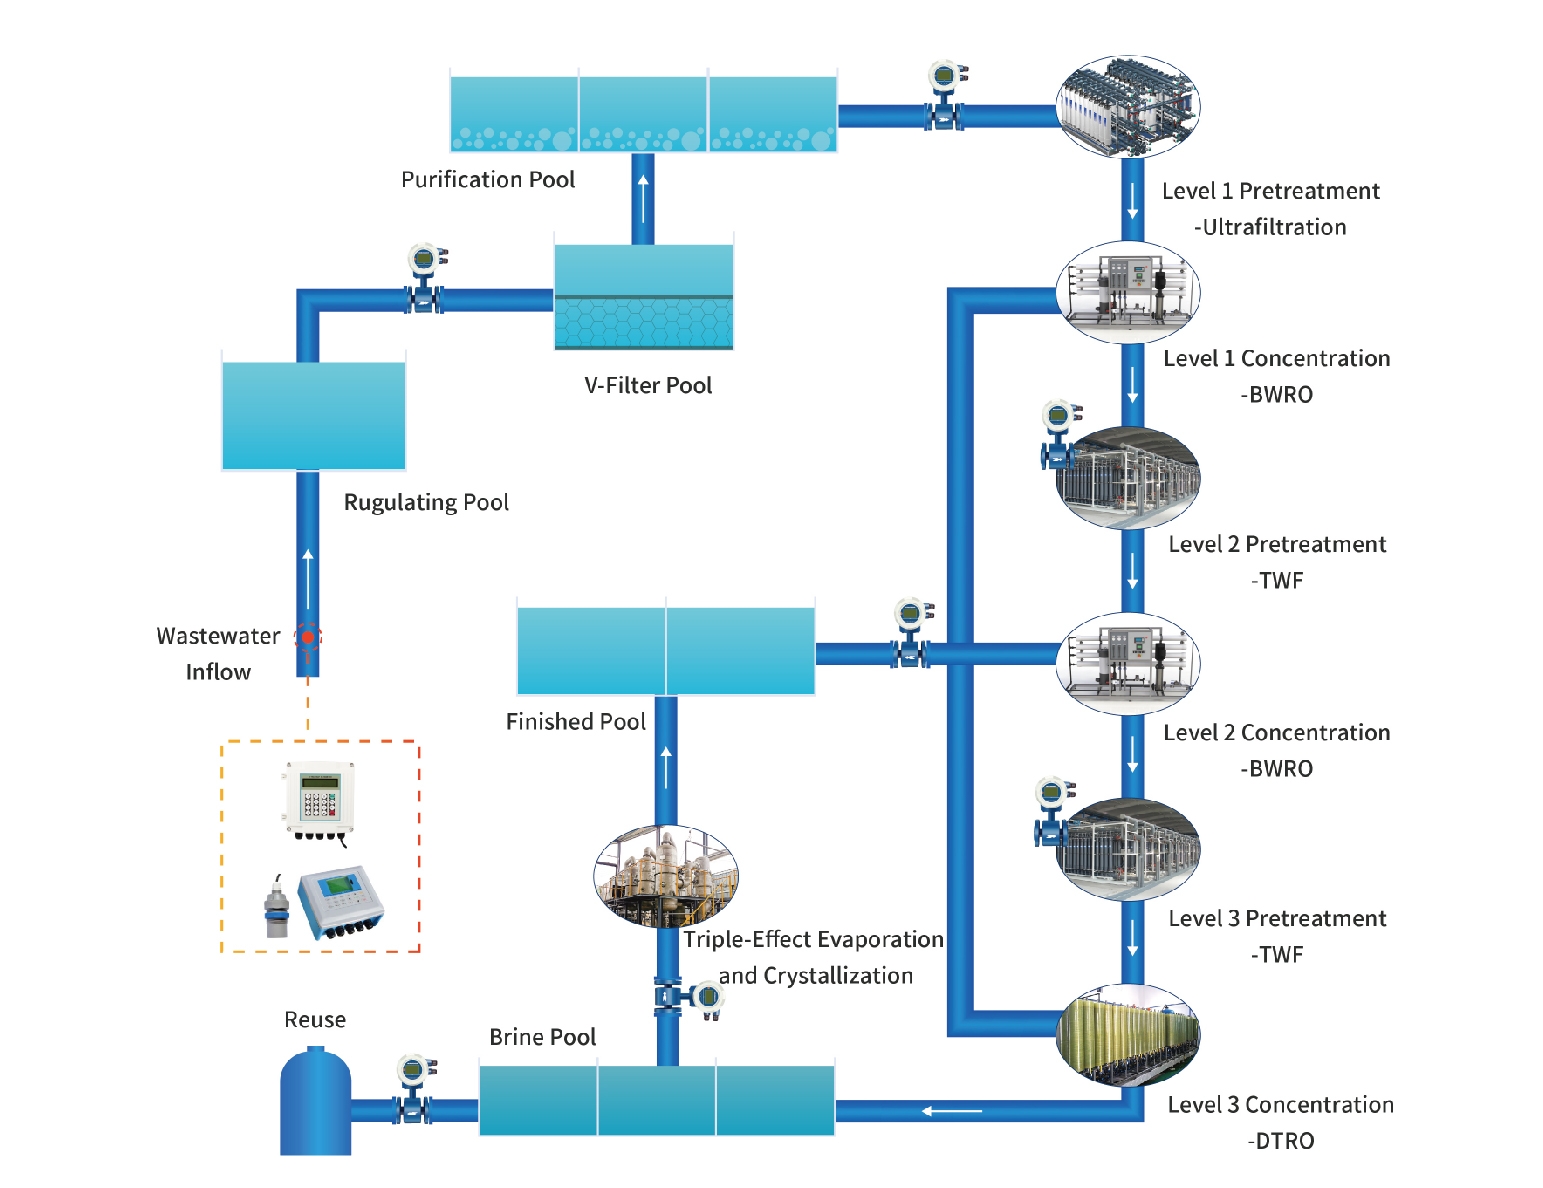 Purification Pool
Level 1 Pretreatment
-Ultrafiltration
Level 1 Concentration
-BWRO
V-Filter Pool
Rugulating Pool
Level 2 Pretreatment
-TWF
Wastewater
Inflow
Finished Pool
Level 2 Concentration
-BWRO
Level 3 Pretreatment
-TWF
Triple-Effect Evaporation
and Crystallization
Reuse
Brine Pool
Level 3 Concentration
-DTRO